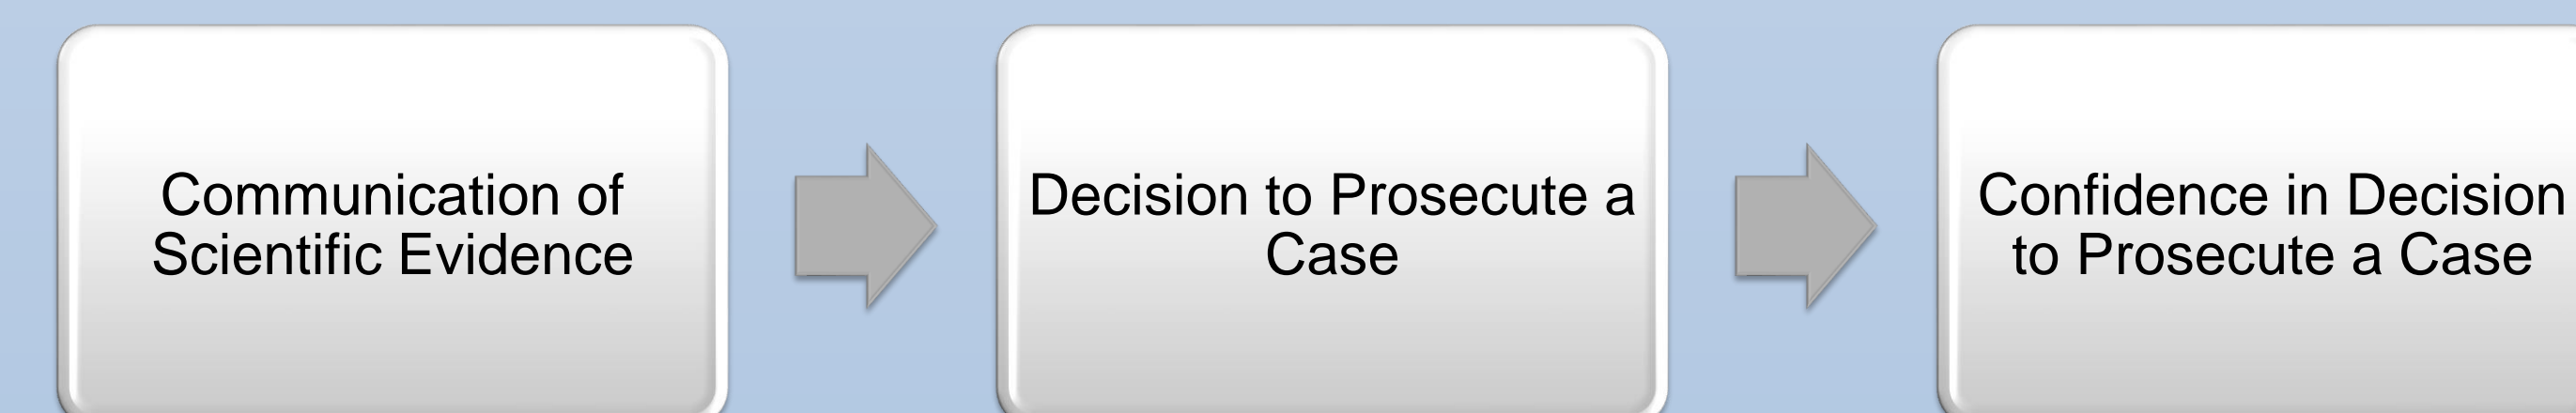 Communication of
Scientific Evidence
Decision to Prosecute a
Case
Confidence in Decision
to Prosecute a Case